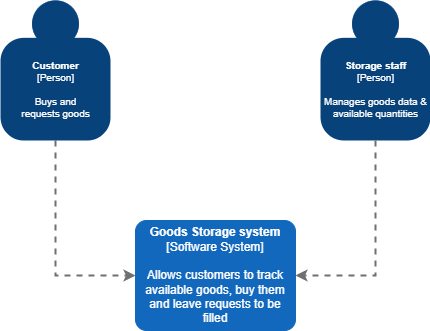 Customer
[Person]
Buys and
requests goods
Storage staff
[Person]
Manages goods data &
available quantities
Goods Storage system
[Software System]
Allows customers to track
available goods, buy them
and leave requests to be
filled